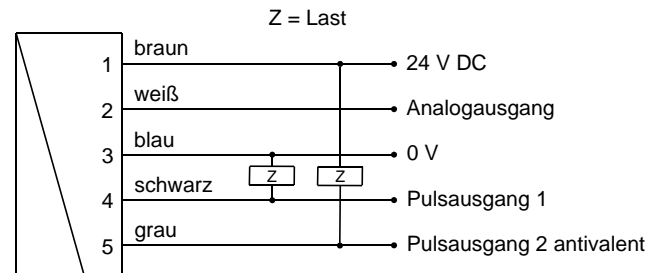 Z = Last
1 braun 24 V DC
2 weiß Analogausgang
3 blau 0 V
Z Z
4 schwarz Pulsausgang 1
5 grau Pulsausgang 2 antivalent